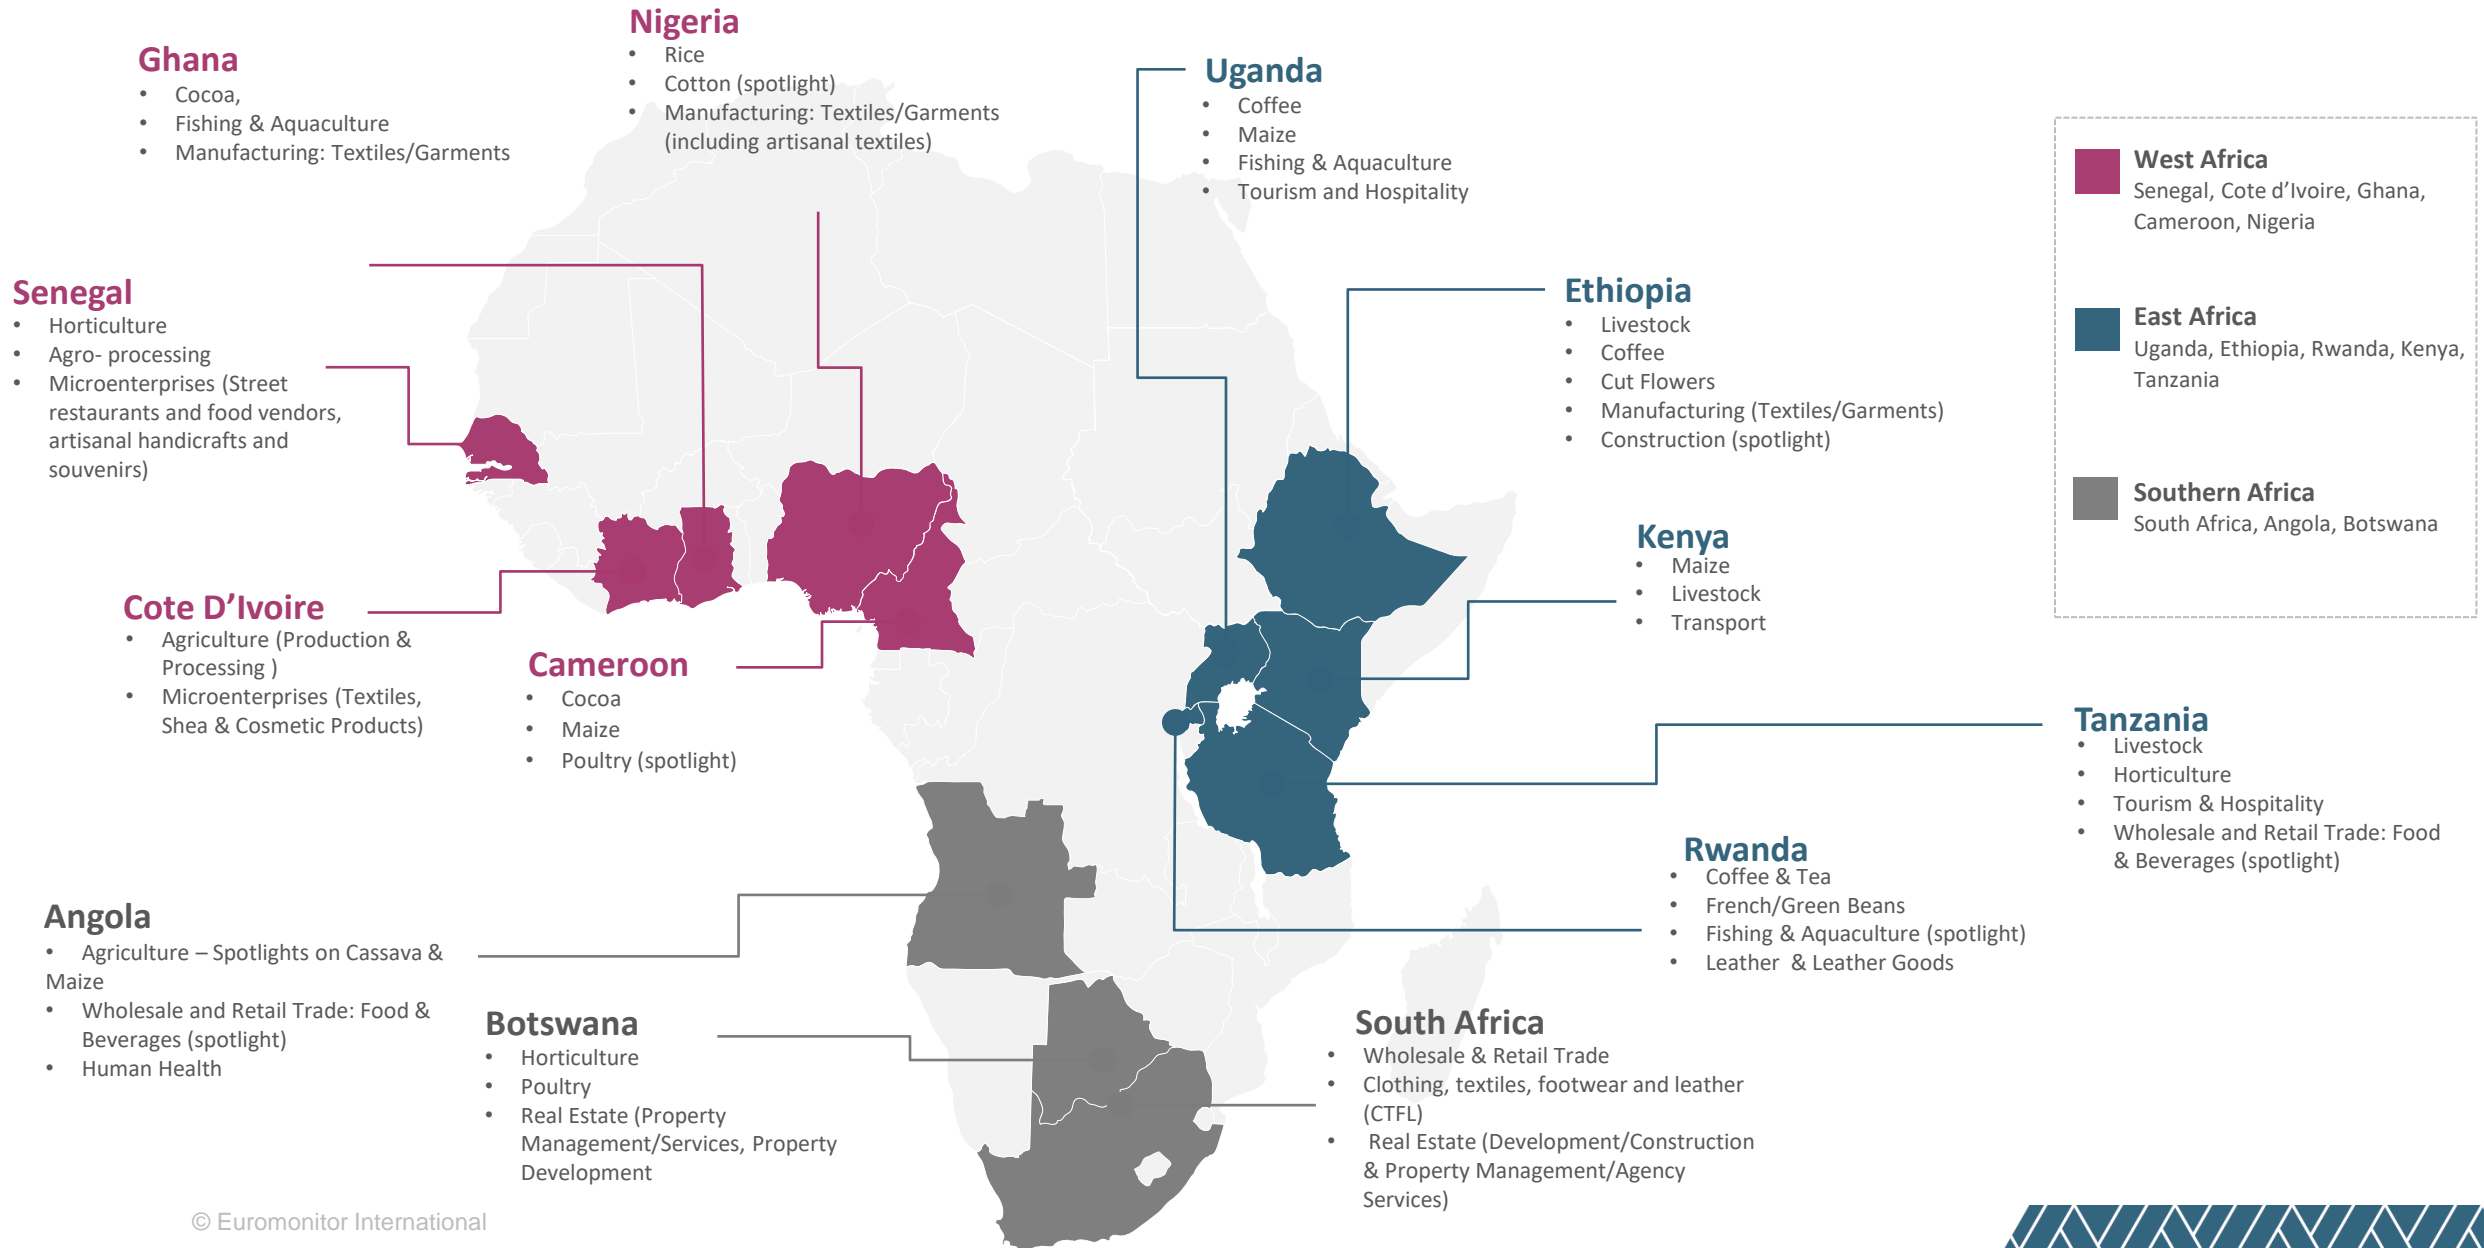 Nigeria
• Rice
• Cotton (spotlight)
• Manufacturing: Textiles/Garments
(including artisanal textiles)
Ghana
• Cocoa,
• Fishing & Aquaculture
• Manufacturing: Textiles/Garments
Uganda
• Coffee
• Maize
• Fishing & Aquaculture
• Tourism and Hospitality
West Africa
Senegal, Cote d’Ivoire, Ghana,
Cameroon, Nigeria
East Africa
Uganda, Ethiopia, Rwanda, Kenya,
Tanzania
Southern Africa
South Africa, Angola, Botswana
Senegal
• Horticulture
• Agro- processing
• Microenterprises (Street
restaurants and food vendors,
artisanal handicrafts and
souvenirs)
Ethiopia
• Livestock
• Coffee
• Cut Flowers
• Manufacturing (Textiles/Garments)
• Construction (spotlight)
Kenya
• Maize
• Livestock
• Transport
Cote D’Ivoire
• Agriculture (Production &
Processing )
• Microenterprises (Textiles,
Shea & Cosmetic Products)
Cameroon
• Cocoa
• Maize
• Poultry (spotlight)
Tanzania
• Livestock
• Horticulture
• Tourism & Hospitality
• Wholesale and Retail Trade: Food
& Beverages (spotlight)
Rwanda
• Coffee & Tea
• French/Green Beans
• Fishing & Aquaculture (spotlight)
• Leather & Leather Goods
Angola
• Agriculture – Spotlights on Cassava &
Maize
• Wholesale and Retail Trade: Food &
Beverages (spotlight)
• Human Health
Botswana
• Horticulture
• Poultry
• Real Estate (Property
Management/Services, Property
Development
South Africa
• Wholesale & Retail Trade
• Clothing, textiles, footwear and leather
(CTFL)
• Real Estate (Development/Construction
& Property Management/Agency
Services)
© Euromonitor International